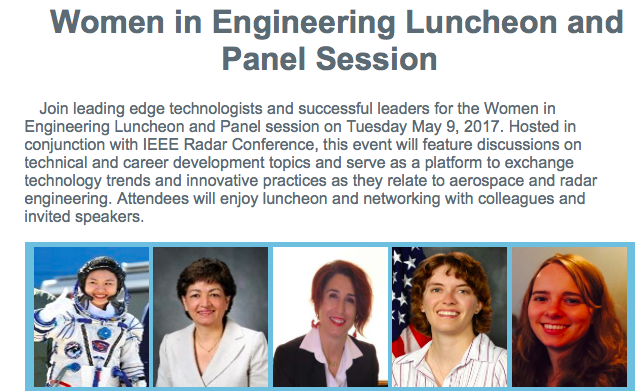 Women in Engineering Luncheon and
Panel Session
Join leading edge technologists and successful leaders for the Women in
Engineering Luncheon and Panel session on Tuesday May 9, 2017. Hosted in
conjunction with IEEE Radar Conference, this event will feature discussions on
technical and career development topics and serve as a platform to exchange
technology trends and innovative practices as they relate to aerospace and radar
engineering. Attendees will enjoy luncheon and networking with colleagues and
invited speakers.